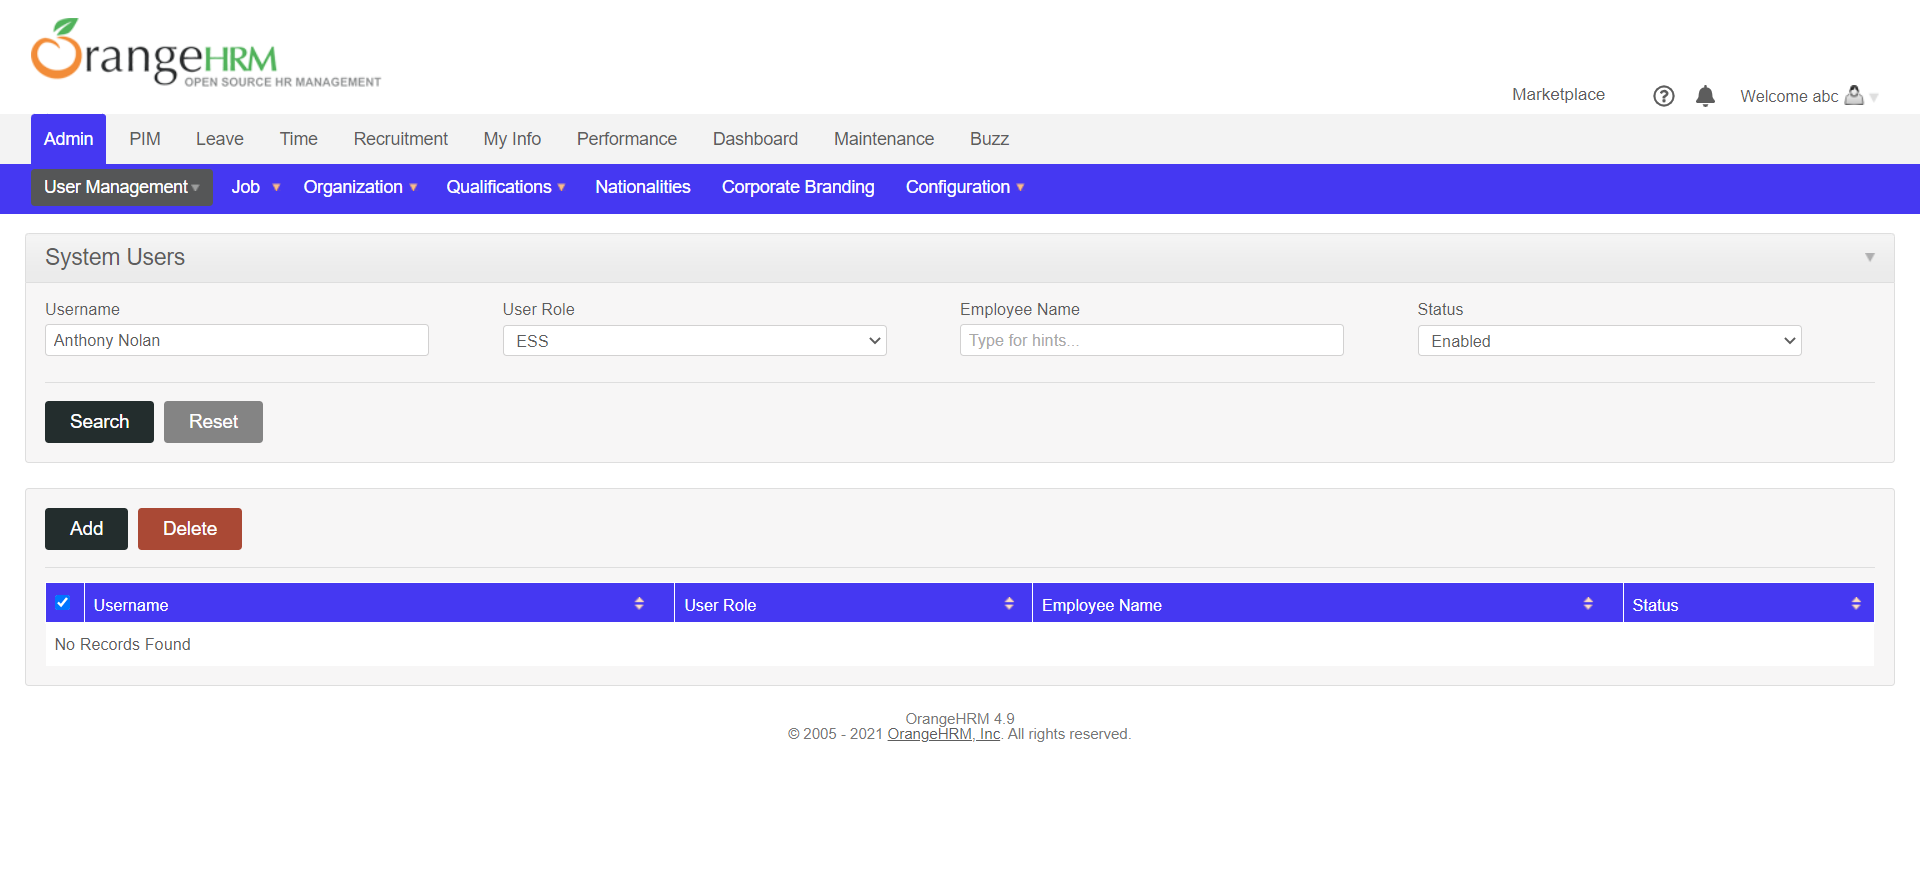 OrangeHRM
OPEN SOURCE HR MANAGEMENT
Marketplace
Welcome abc
Admin PIM Leave Time Recruitment My Info Performance Dashboard Maintenance Buzz
User Management Job Organization Qualifications Nationalities Corporate Branding Configuration
System Users
Username User Role Employee Name Status
Anthony Nolan ESS Type for hints... Enabled
Search Reset
Add Delete
Username User Role Employee Name Status
No Records Found
OrangeHRM 4.9
© 2005 - 2021 OrangeHRM, Inc. All rights reserved.